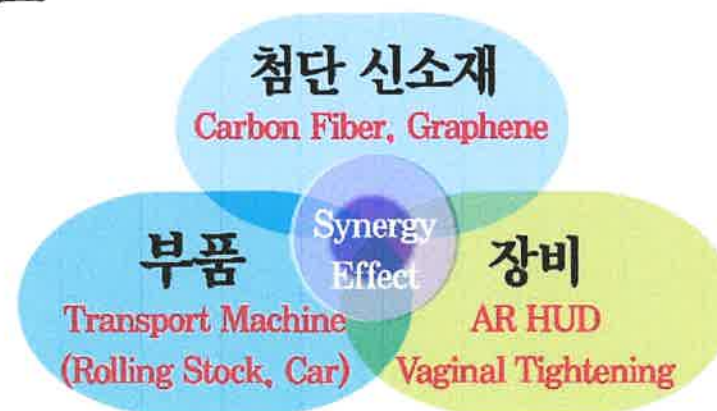 첨단 신소재
Carbon Fiber, Graphene
Synergy
Effect
부품
Transport Machine
(Rolling Stock, Car)
장비
AR HUD
Vaginal Tightening